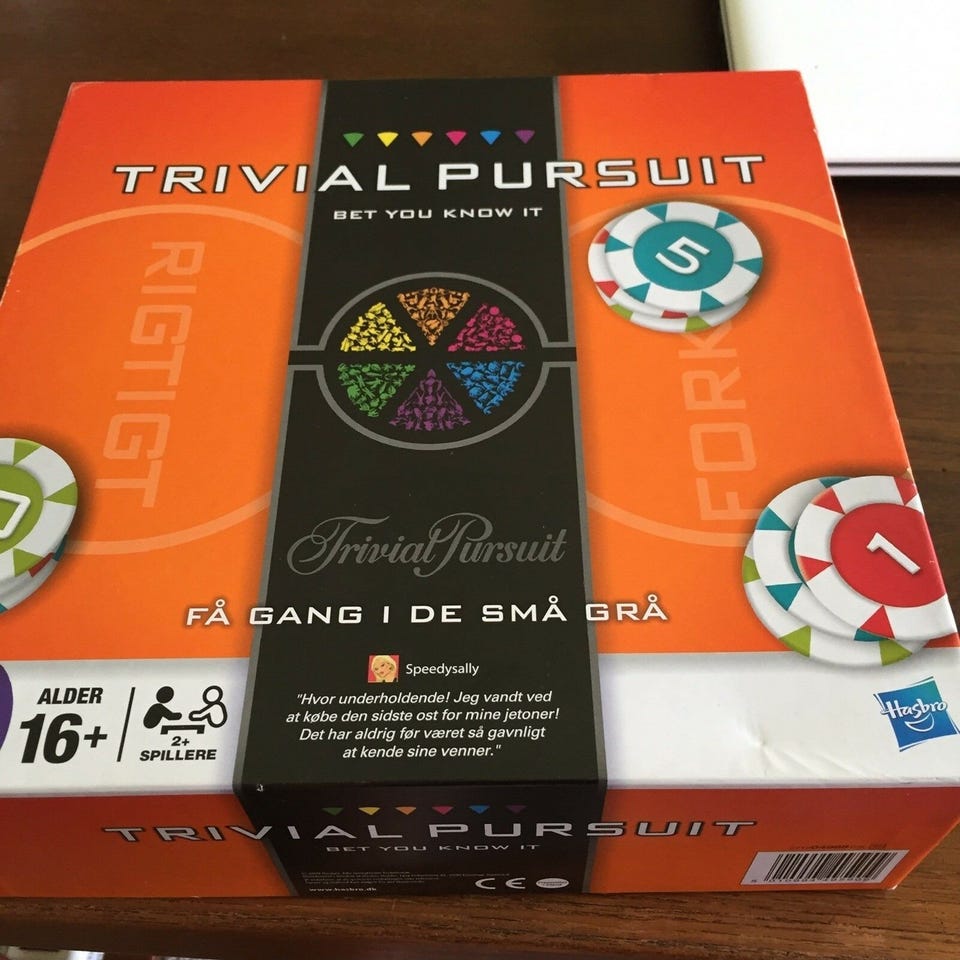 TRIVIAL PURSUIT
BET YOU KNOW IT
5
RIGTIGT
FORK
1
Trivial Pursuit
FÅ GANG I DE SMÅ GRÅ
Speedysally
"Hvor underholdende! Jeg vandt ved
at købe den sidste ost for mine jetoner!
Det har aldrig før været så gavnligt
at kende sine venner."
ALDER
16+
2+
SPILLERE
Hasbro
TRIVIAL PURSUIT
BET YOU KNOW IT
www.hasbro.dk
CE